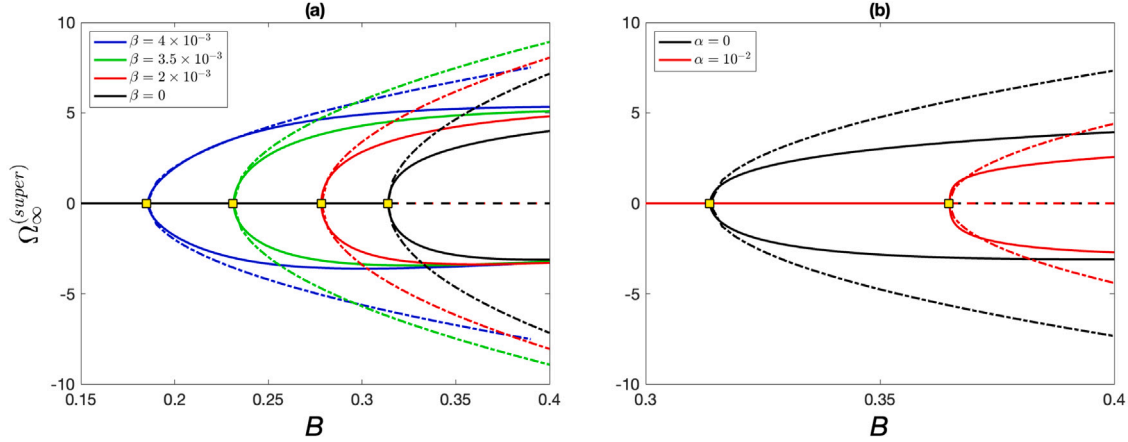 (a)
(b)
10
5
0
-5
-10
Ω∞^(super)
β = 4 × 10⁻³
β = 3.5 × 10⁻³
β = 2 × 10⁻³
β = 0
0.15
0.2
0.25
0.3
0.35
0.4
B
10
5
0
-5
-10
α = 0
α = 10⁻²
0.3
0.35
0.4
B